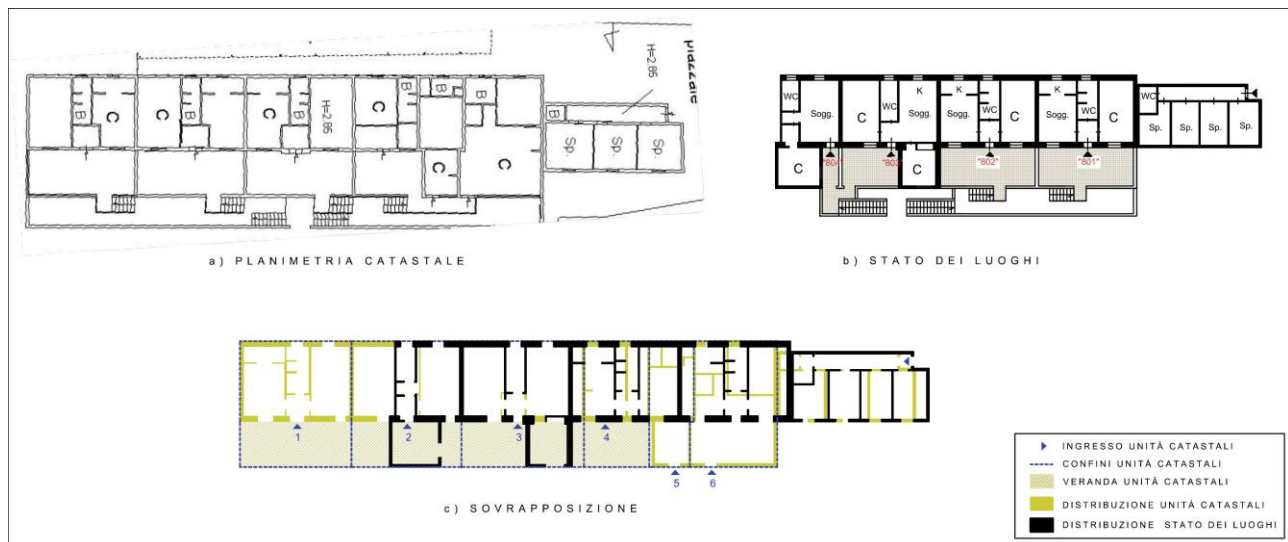 piazzale
H=2.85
B
C
C
B
B
C
H=2.85
B
C
B
B
B
C
C
B
Sp.
Sp.
Sp.
a) PLANIMETRIA CATASTALE
WC
Sogg.
C
WC
Sogg.
K
K
Sogg.
WC
C
K
Sogg.
WC
C
WC
Sp.
Sp.
Sp.
Sp.
"804"
"803"
"802"
"801"
C
C
b) STATO DEI LUOGHI
1
2
3
4
5
6
c) SOVRAPPOSIZIONE
INGRESSO UNITÀ CATASTALI
CONFINI UNITÀ CATASTALI
VERANDA UNITÀ CATASTALI
DISTRIBUZIONE UNITÀ CATASTALI
DISTRIBUZIONE STATO DEI LUOGHI